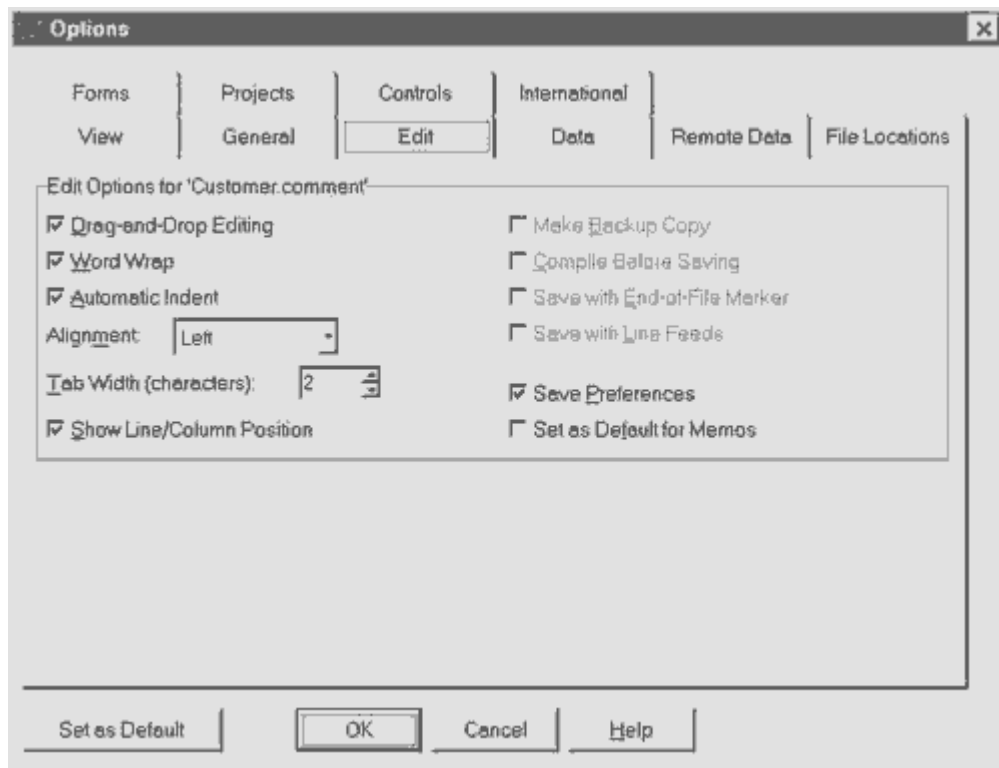 Options
Forms Projects Controls International
View General Edit Data Remote Data File Locations
Edit Options for 'Customer.comment'
Drag-and-Drop Editing
Word Wrap
Automatic Indent
Alignment: Left
Tab Width (characters): 2
Show Line/Column Position
Make Backup Copy
Compile Before Saving
Save with End-of-File Marker
Save with Line Feeds
Save Preferences
Set as Default for Memos
Set as Default OK Cancel Help